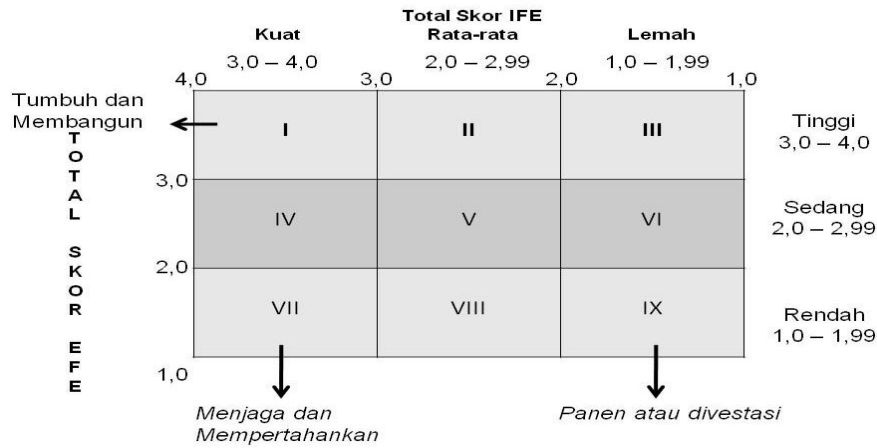 Total Skor IFE
Kuat Rata-rata Lemah
3,0 – 4,0 2,0 – 2,99 1,0 – 1,99
4,0 3,0 2,0 1,0
Tumbuh dan
Membangun
I II III
Tinggi
3,0 – 4,0
TOTAL SKOR EFE
3,0
IV V VI
Sedang
2,0 – 2,99
2,0
VII VIII IX
Rendah
1,0 – 1,99
1,0
Menjaga dan
Mempertahankan
Panen atau divestasi